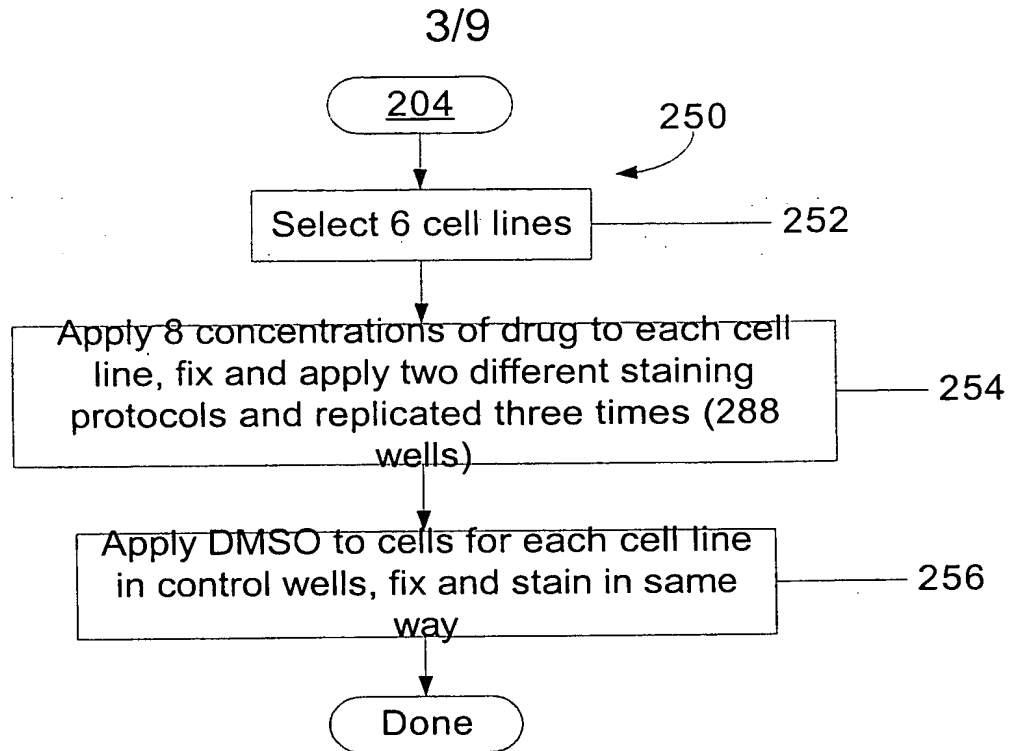 3/9
204
250
Select 6 cell lines
252
Apply 8 concentrations of drug to each cell
line, fix and apply two different staining
protocols and replicated three times (288
wells)
254
Apply DMSO to cells for each cell line
in control wells, fix and stain in same
way
256
Done